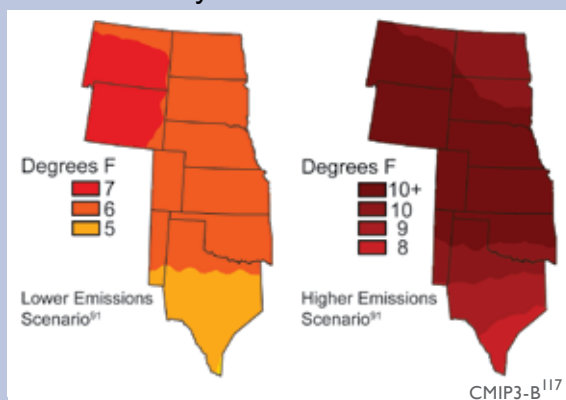 Degrees F
7
6
5
Lower Emissions
Scenario91
Degrees F
10+
10
9
8
Higher Emissions
Scenario91
CMIP3-B117